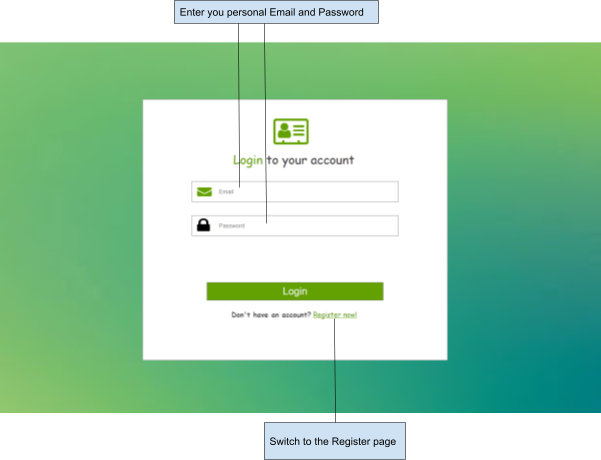 Enter you personal Email and Password
Login to your account
Email
Password
Login
Don't have an account? Register now!
Switch to the Register page